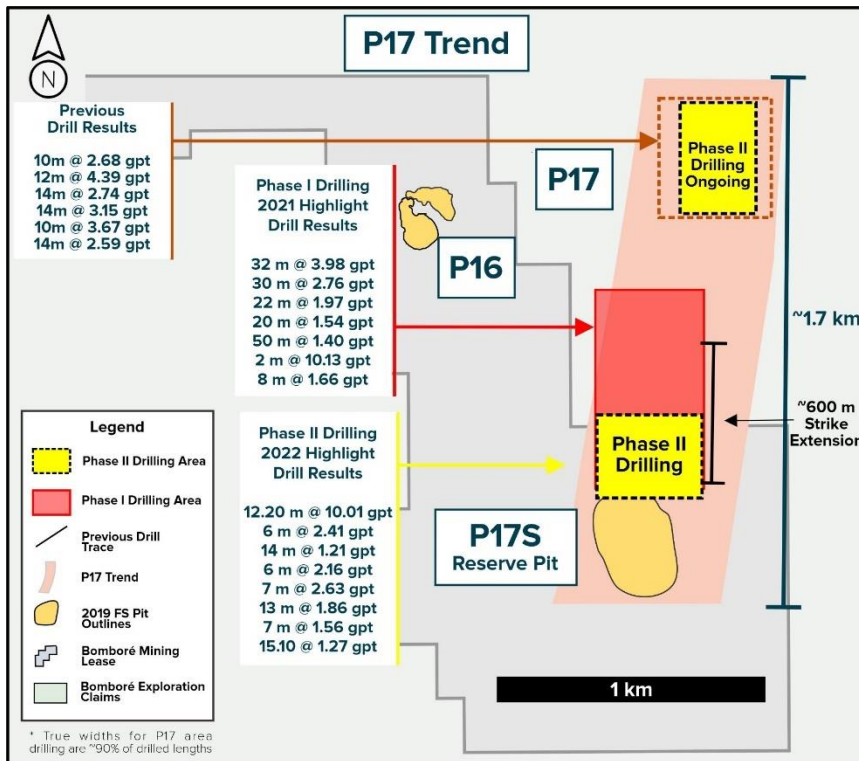 P17 Trend
N
Previous
Drill Results
10m @ 2.68 gpt
12m @ 4.39 gpt
14m @ 2.74 gpt
14m @ 3.15 gpt
10m @ 3.67 gpt
14m @ 2.59 gpt
Phase II
Drilling
Ongoing
P17
Phase I Drilling
2021 Highlight
Drill Results
32 m @ 3.98 gpt
30 m @ 2.76 gpt
22 m @ 1.97 gpt
20 m @ 1.54 gpt
50 m @ 1.40 gpt
2 m @ 10.13 gpt
8 m @ 1.66 gpt
P16
~1.7 km
~600 m
Strike
Extension
Phase II Drilling
2022 Highlight
Drill Results
12.20 m @ 10.01 gpt
6 m @ 2.41 gpt
14 m @ 1.21 gpt
6 m @ 2.16 gpt
7 m @ 2.63 gpt
13 m @ 1.86 gpt
7 m @ 1.56 gpt
15.10 @ 1.27 gpt
Phase II
Drilling
P17S
Reserve Pit
1 km
Legend
Phase II Drilling Area
Phase I Drilling Area
Previous Drill
Trace
P17 Trend
2019 FS Pit
Outlines
Bomboré Mining
Lease
Bomboré Exploration
Claims
* True widths for P17 area
drilling are ~90% of drilled lengths